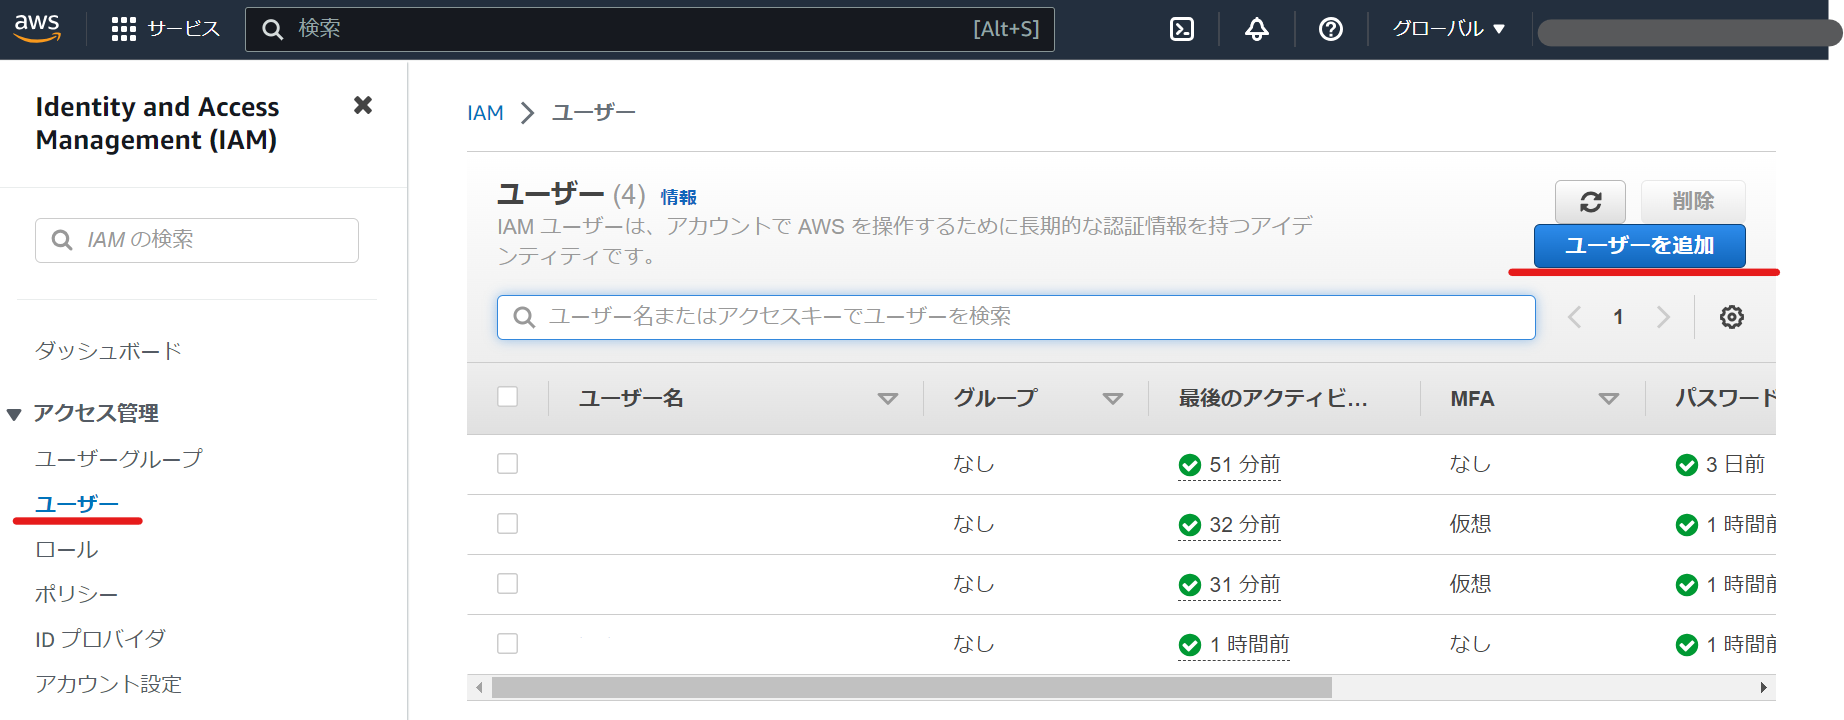 aws
サービス
検索
[Alt+S]
グローバル
Identity and Access
Management (IAM)
IAM の検索
ダッシュボード
アクセス管理
ユーザーグループ
ユーザー
ロール
ポリシー
ID プロバイダ
アカウント設定
IAM
ユーザー
ユーザー (4) 情報
IAM ユーザーは、アカウントで AWS を操作するために長期的な認証情報を持つアイデ
ンティティです。
削除
ユーザーを追加
ユーザー名またはアクセスキーでユーザーを検索
1
ユーザー名 グループ 最後のアクティビ... MFA パスワード
なし 51 分前 なし 3 日前
なし 32 分前 仮想 1 時間前
なし 31 分前 仮想 1 時間前
なし 1 時間前 なし 1 時間前